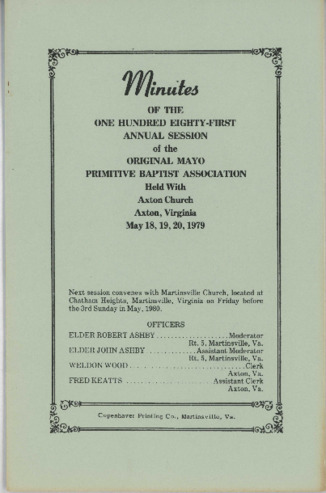 Minutes
OF THE
ONE HUNDRED EIGHTY-FIRST
ANNUAL SESSION
of the
ORIGINAL MAYO
PRIMITIVE BAPTIST ASSOCIATION
Held With
Axton Church
Axton, Virginia
May 18, 19, 20, 1979
Next session convenes with Martinsville Church, located at
Chatham Heights, Martinsville, Virginia on Friday before
the 3rd Sunday in May, 1980.
OFFICERS
ELDER ROBERT ASHBY ..................... Moderator
Rt. 5, Martinsville, Va.
ELDER JOHN ASHBY .............. Assistant Moderator
Rt. 5, Martinsville, Va.
WELDON WOOD ............................. Clerk
Axton, Va.
FRED KEATTS ..................... Assistant Clerk
Axton, Va.
Copenhaver Printing Co., Martinsville, Va.